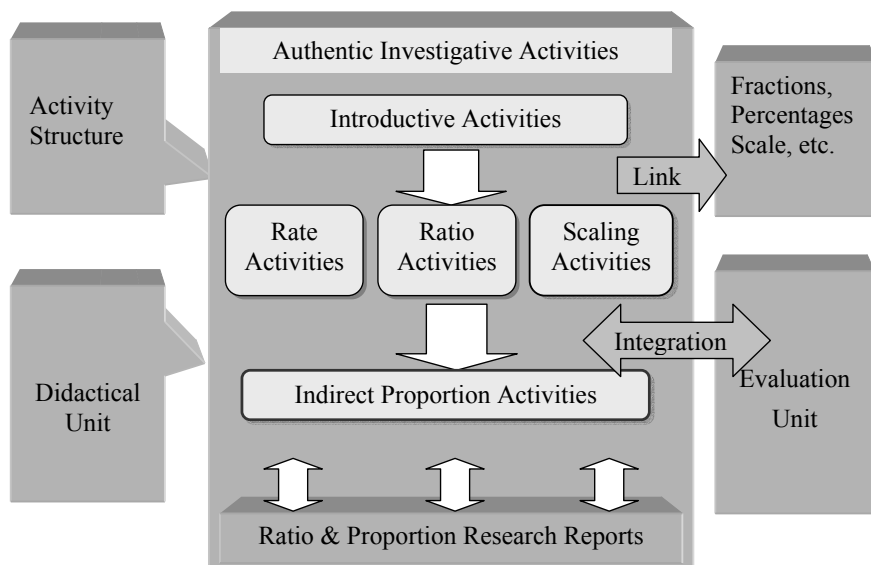 Authentic Investigative Activities
Activity
Structure
Introductive Activities
Fractions,
Percentages
Scale, etc.
Link
Rate
Activities
Ratio
Activities
Scaling
Activities
Integration
Didactical
Unit
Indirect Proportion Activities
Evaluation
Unit
Ratio & Proportion Research Reports